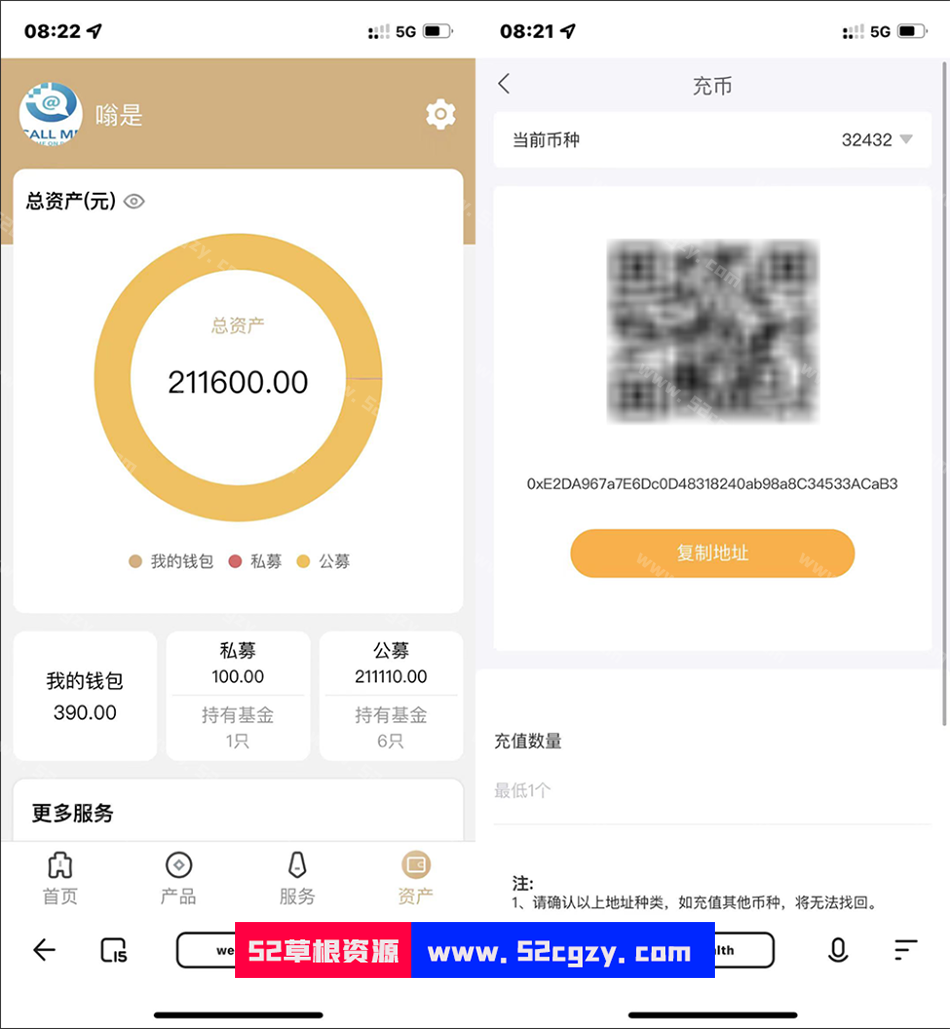 08:22
5G
嗡是
总资产(元)
总资产
211600.00
我的钱包
私募
公募
我的钱包
390.00
私募
100.00
持有基金
1只
公募
211110.00
持有基金
6只
更多服务
首页
产品
服务
资产
15
we
08:21
5G
充币
当前币种
32432
0xE2DA967a7E6Dc0D48318240ab98a8C34533ACaB3
复制地址
充值数量
最低1个
注:
1、请确认以上地址种类，如充值其他币种，将无法找回。
lth
52草根资源
www.52cgzy.com